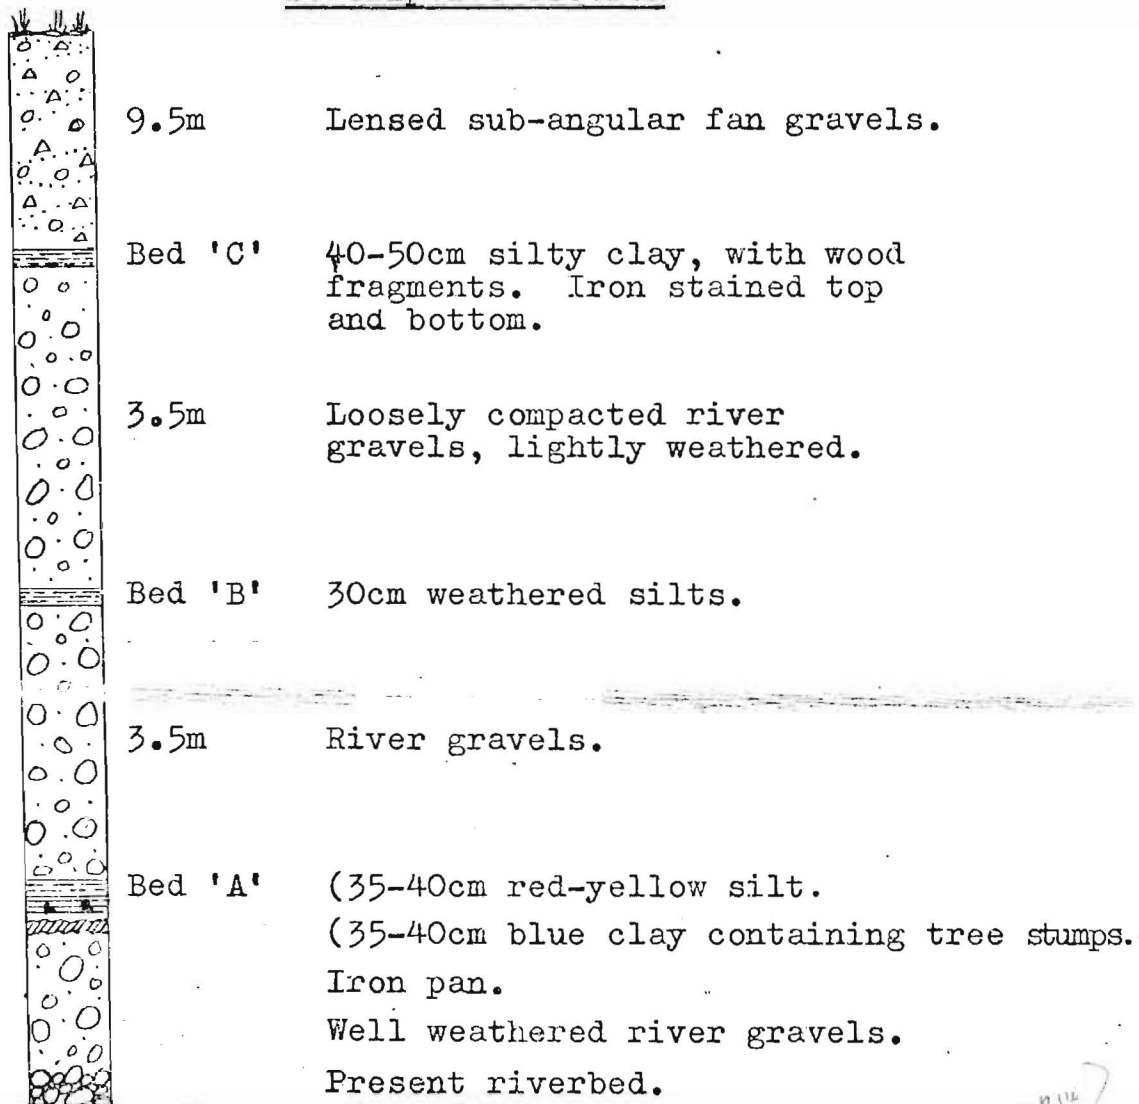 9.5m Lensed sub-angular fan gravels.
Bed 'C' 40-50cm silty clay, with wood
fragments. Iron stained top
and bottom.
3.5m Loosely compacted river
gravels, lightly weathered.
Bed 'B' 30cm weathered silts.
3.5m River gravels.
Bed 'A' (35-40cm red-yellow silt.
(35-40cm blue clay containing tree stumps.
Iron pan.
Well weathered river gravels.
Present riverbed.